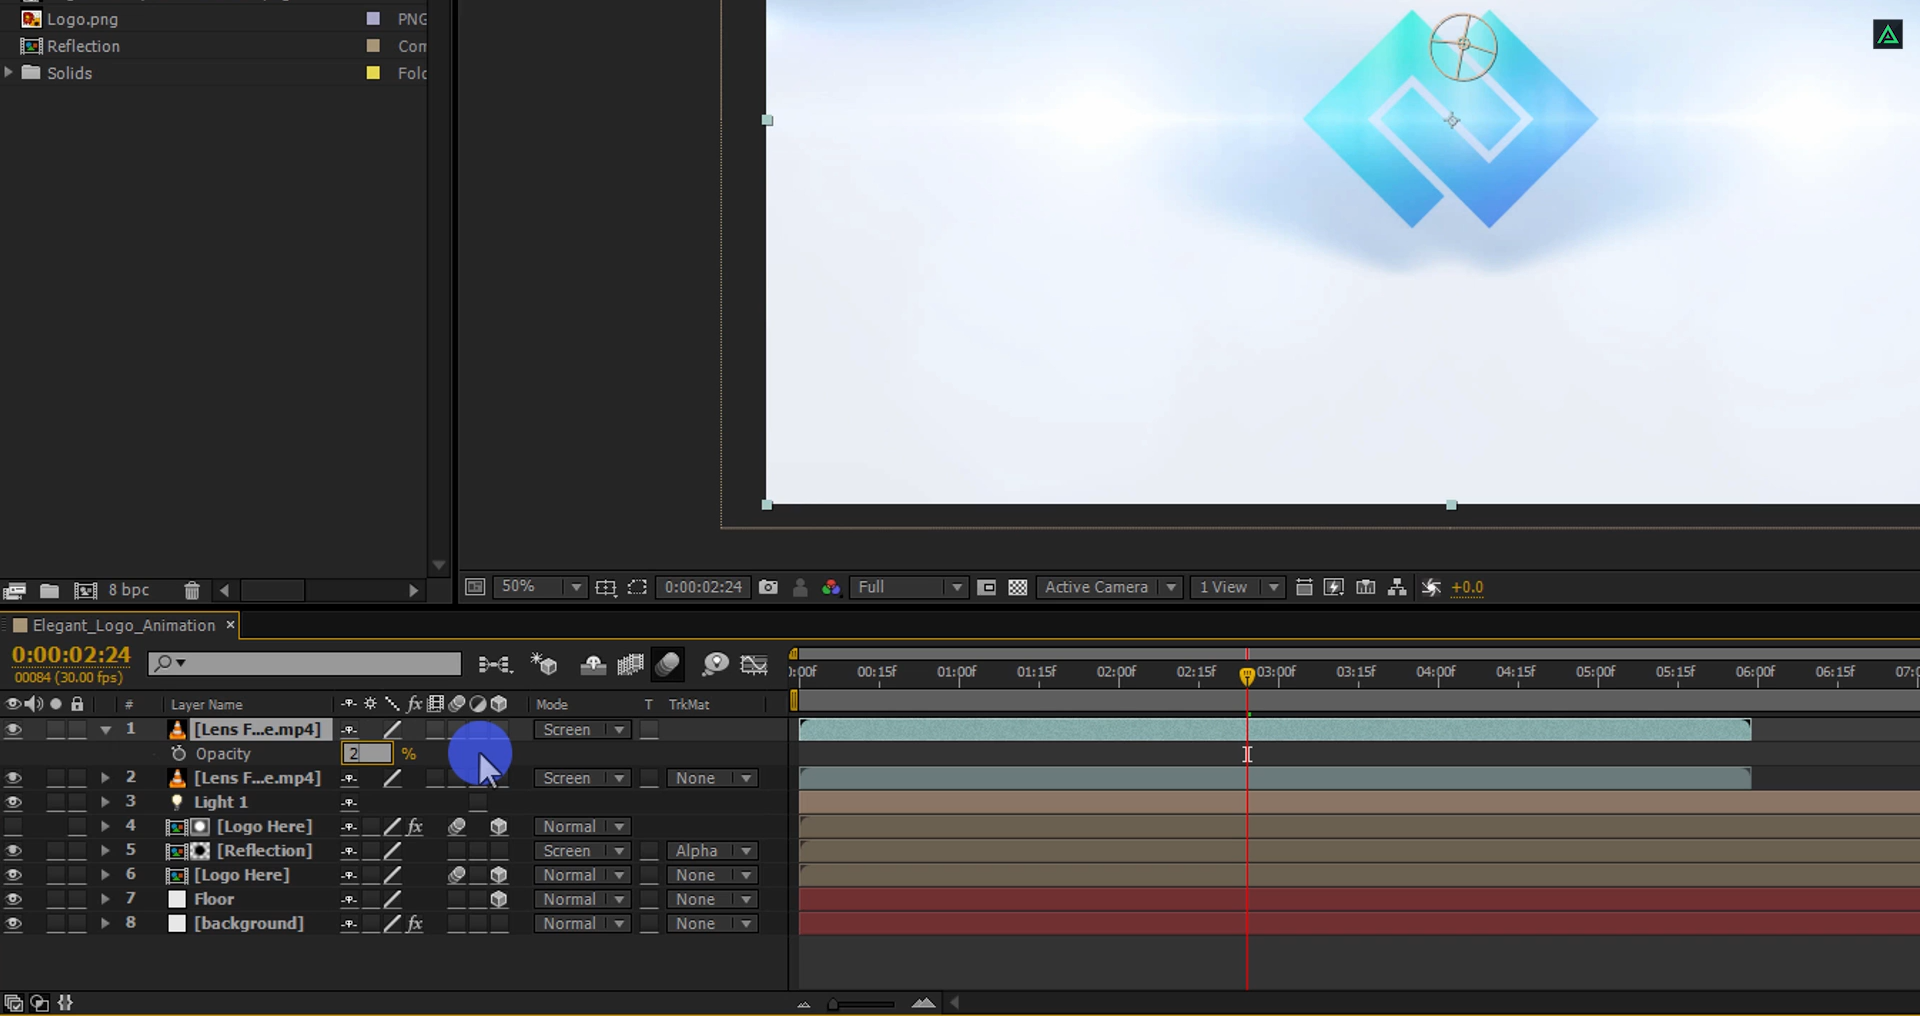 Logo.png PNG
Reflection Com
Solids Fold
8 bpc
50% 0:00:02:24 Full Active Camera 1 View +0.0
Elegant_Logo_Animation ×
0:00:02:24
00084 (30.00 fps)
:00f 00:15f 01:00f 01:15f 02:00f 02:15f 03:00f 03:15f 04:00f 04:15f 05:00f 05:15f 06:00f 06:15f 07:0
# Layer Name fx Mode T TrkMat
1 [Lens F...e.mp4] Screen
Opacity 2 %
2 [Lens F...e.mp4] Screen None
3 Light 1
4 [Logo Here] fx Normal
5 [Reflection] Screen Alpha
6 [Logo Here] Normal None
7 Floor Normal None
8 [background] fx Normal None